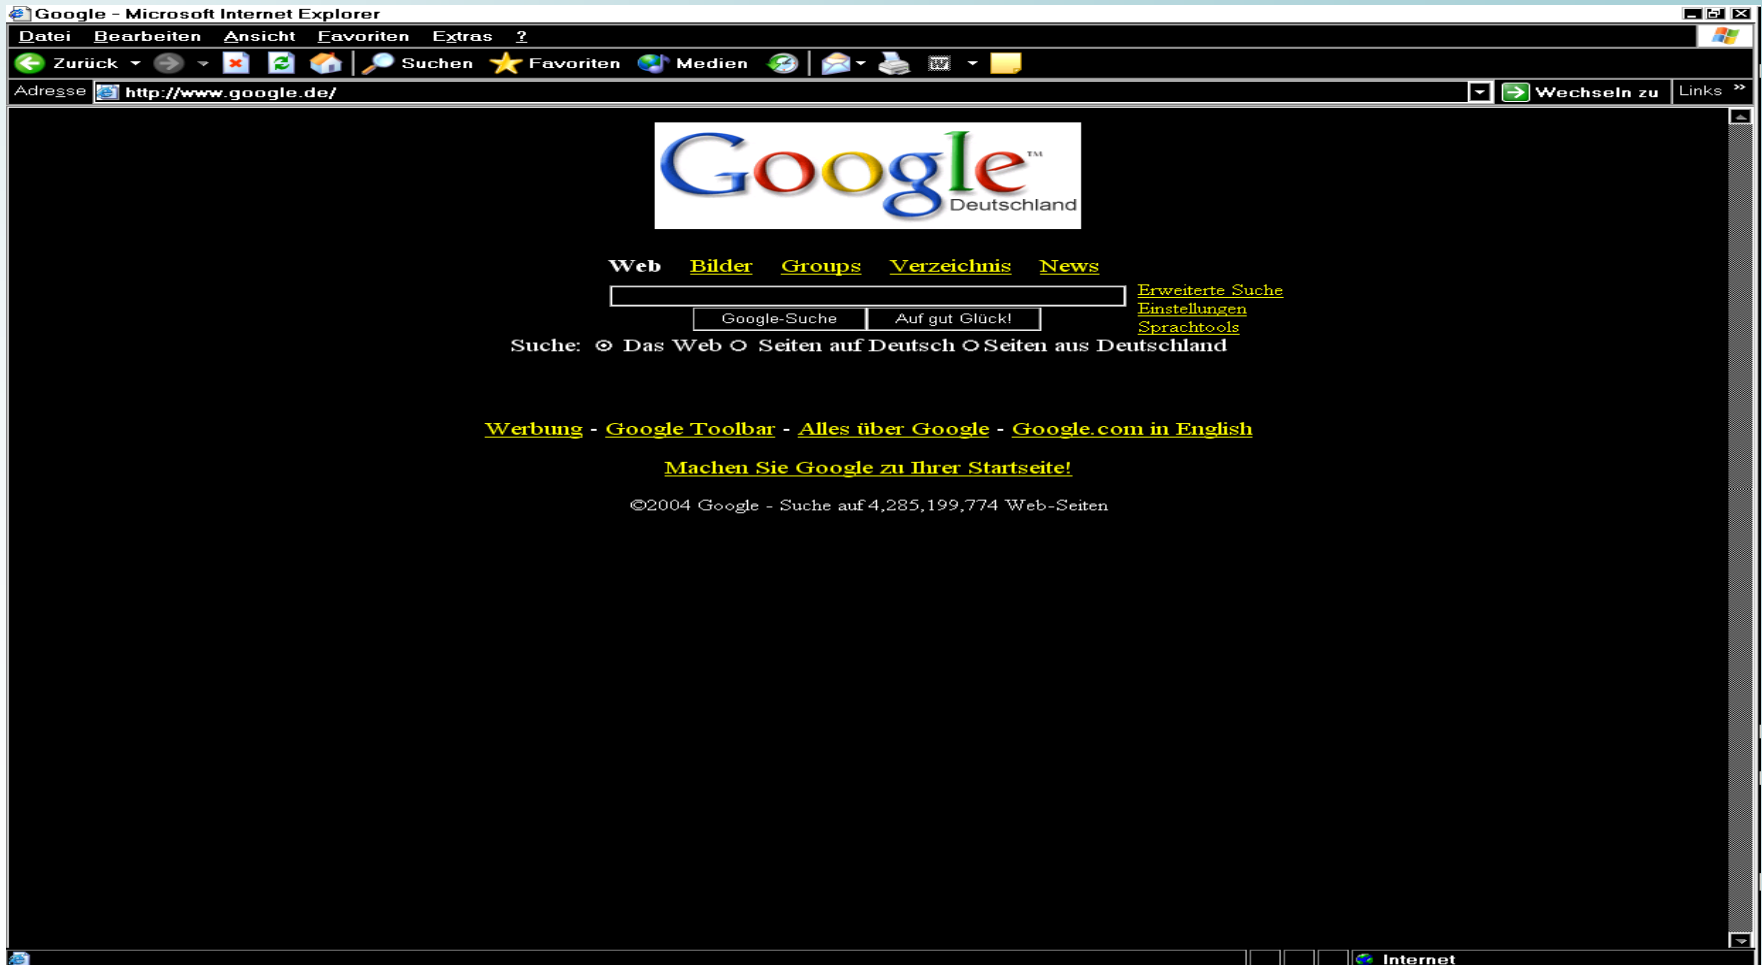 Google - Microsoft Internet Explorer
Datei Bearbeiten Ansicht Favoriten Extras ?
Zurück Suchen Favoriten Medien
Adresse http://www.google.de/ Wechseln zu Links »
Google™
Deutschland
Web Bilder Groups Verzeichnis News
Erweiterte Suche
Einstellungen
Sprachtools
Google-Suche Auf gut Glück!
Suche: Das Web Seiten auf Deutsch Seiten aus Deutschland
Werbung - Google Toolbar - Alles über Google - Google.com in English
Machen Sie Google zu Ihrer Startseite!
©2004 Google - Suche auf 4,285,199,774 Web-Seiten
Internet